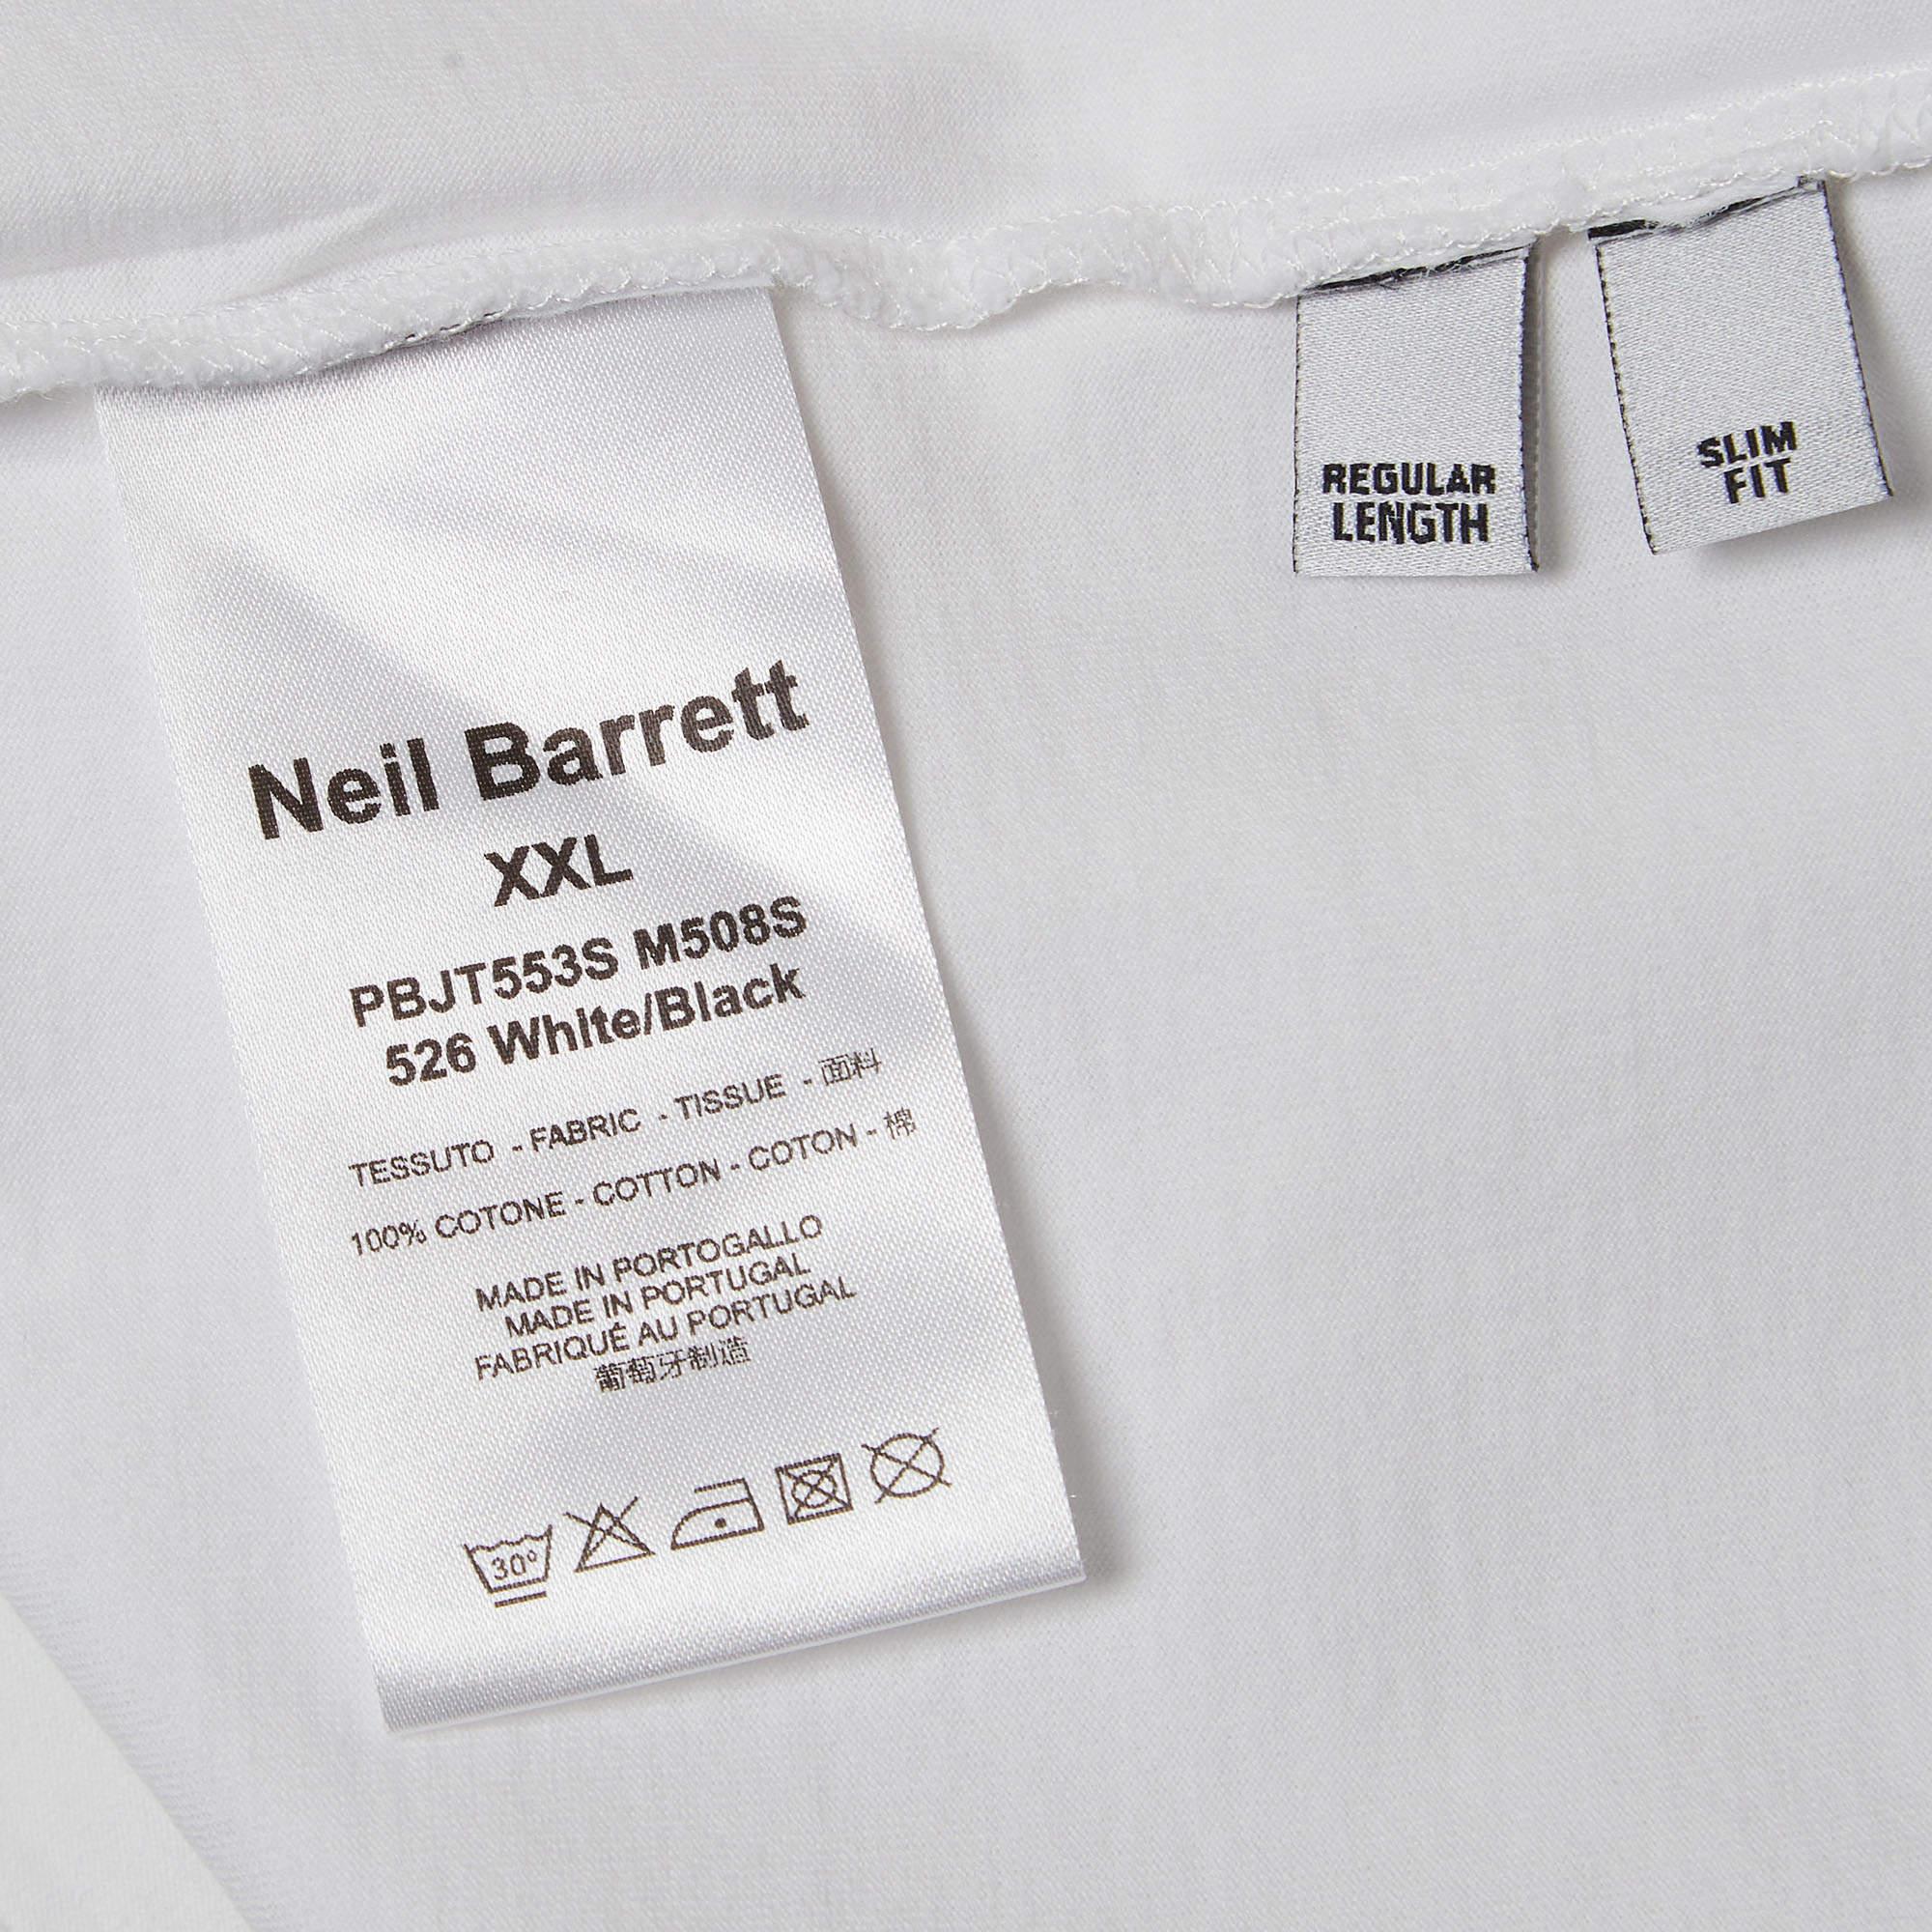 Neil Barrett
XXL
PBJT553S M508S
526 White/Black
TESSUTO - FABRIC - TISSUE - 面料
100% COTONE - COTTON - COTON - 棉
MADE IN PORTOGALLO
MADE IN PORTUGAL
FABRIQUÉ AU PORTUGAL
葡萄牙制造
30°
REGULAR
LENGTH
SLIM
FIT